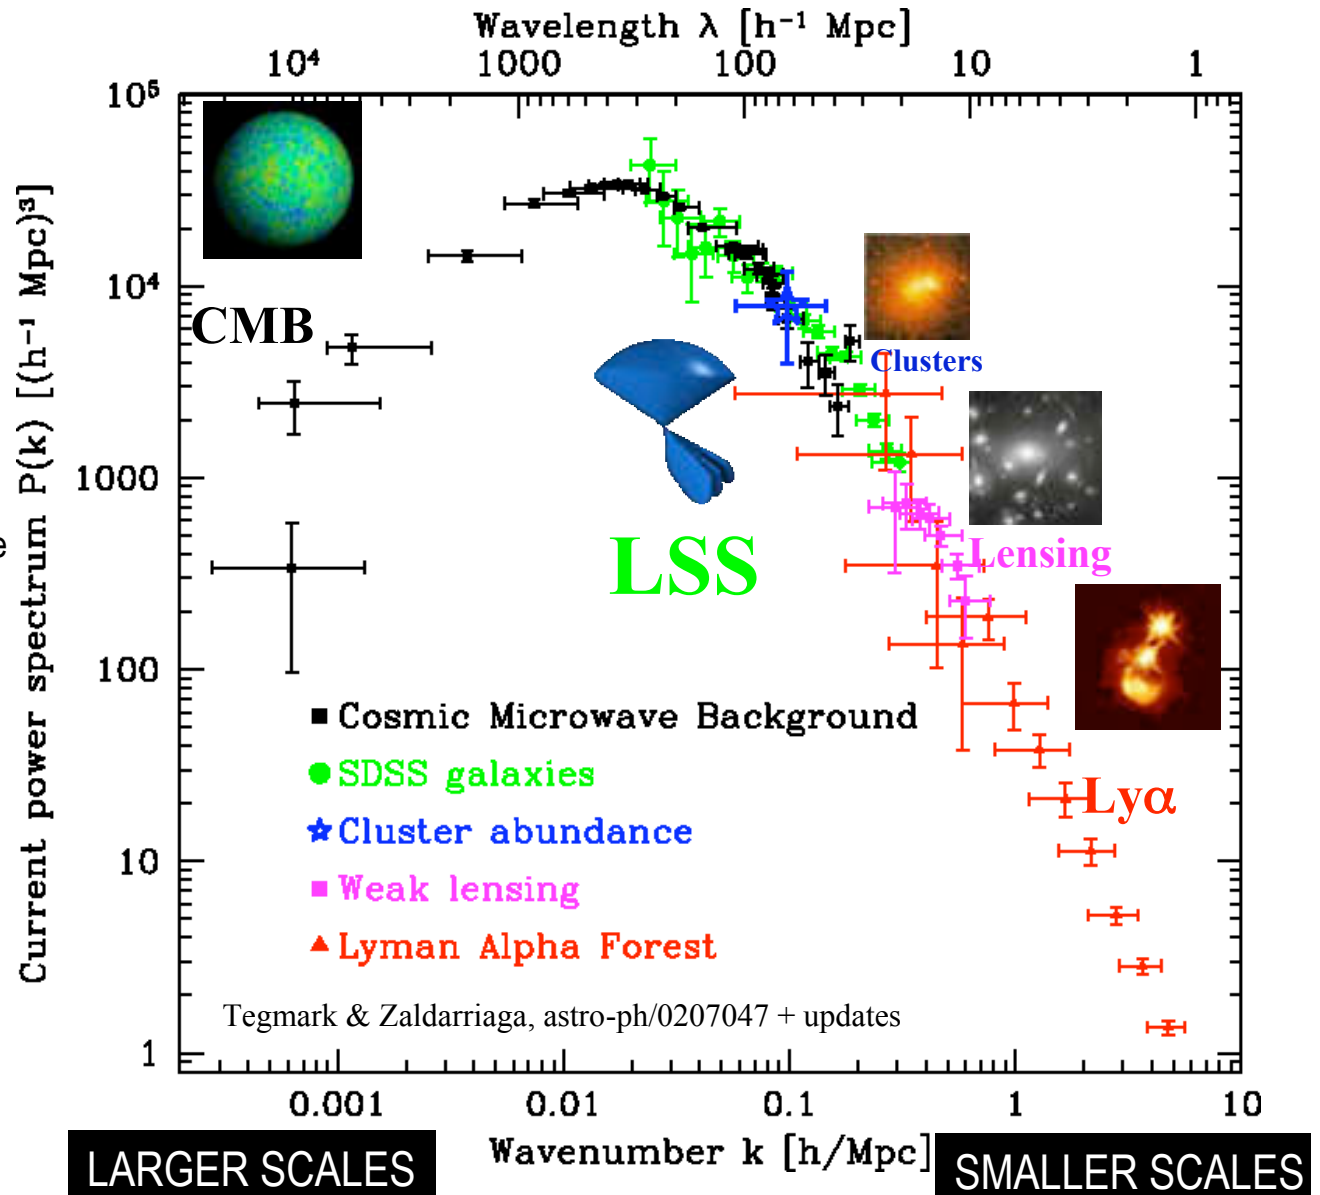 Wavelength λ [h⁻¹ Mpc]
10⁴ 1000 100 10 1
10⁵
10⁴
1000
100
10
1
Current power spectrum P(k) [(h⁻¹ Mpc)³]
CMB
Clusters
LSS
Lensing
Lyα
Cosmic Microwave Background
SDSS galaxies
Cluster abundance
Weak lensing
Lyman Alpha Forest
Tegmark & Zaldarriaga, astro-ph/0207047 + updates
0.001 0.01 0.1 1 10
Wavenumber k [h/Mpc]
LARGER SCALES
SMALLER SCALES